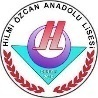 HİLMİ ÖZCAN ANADOLU LİSESİ
H